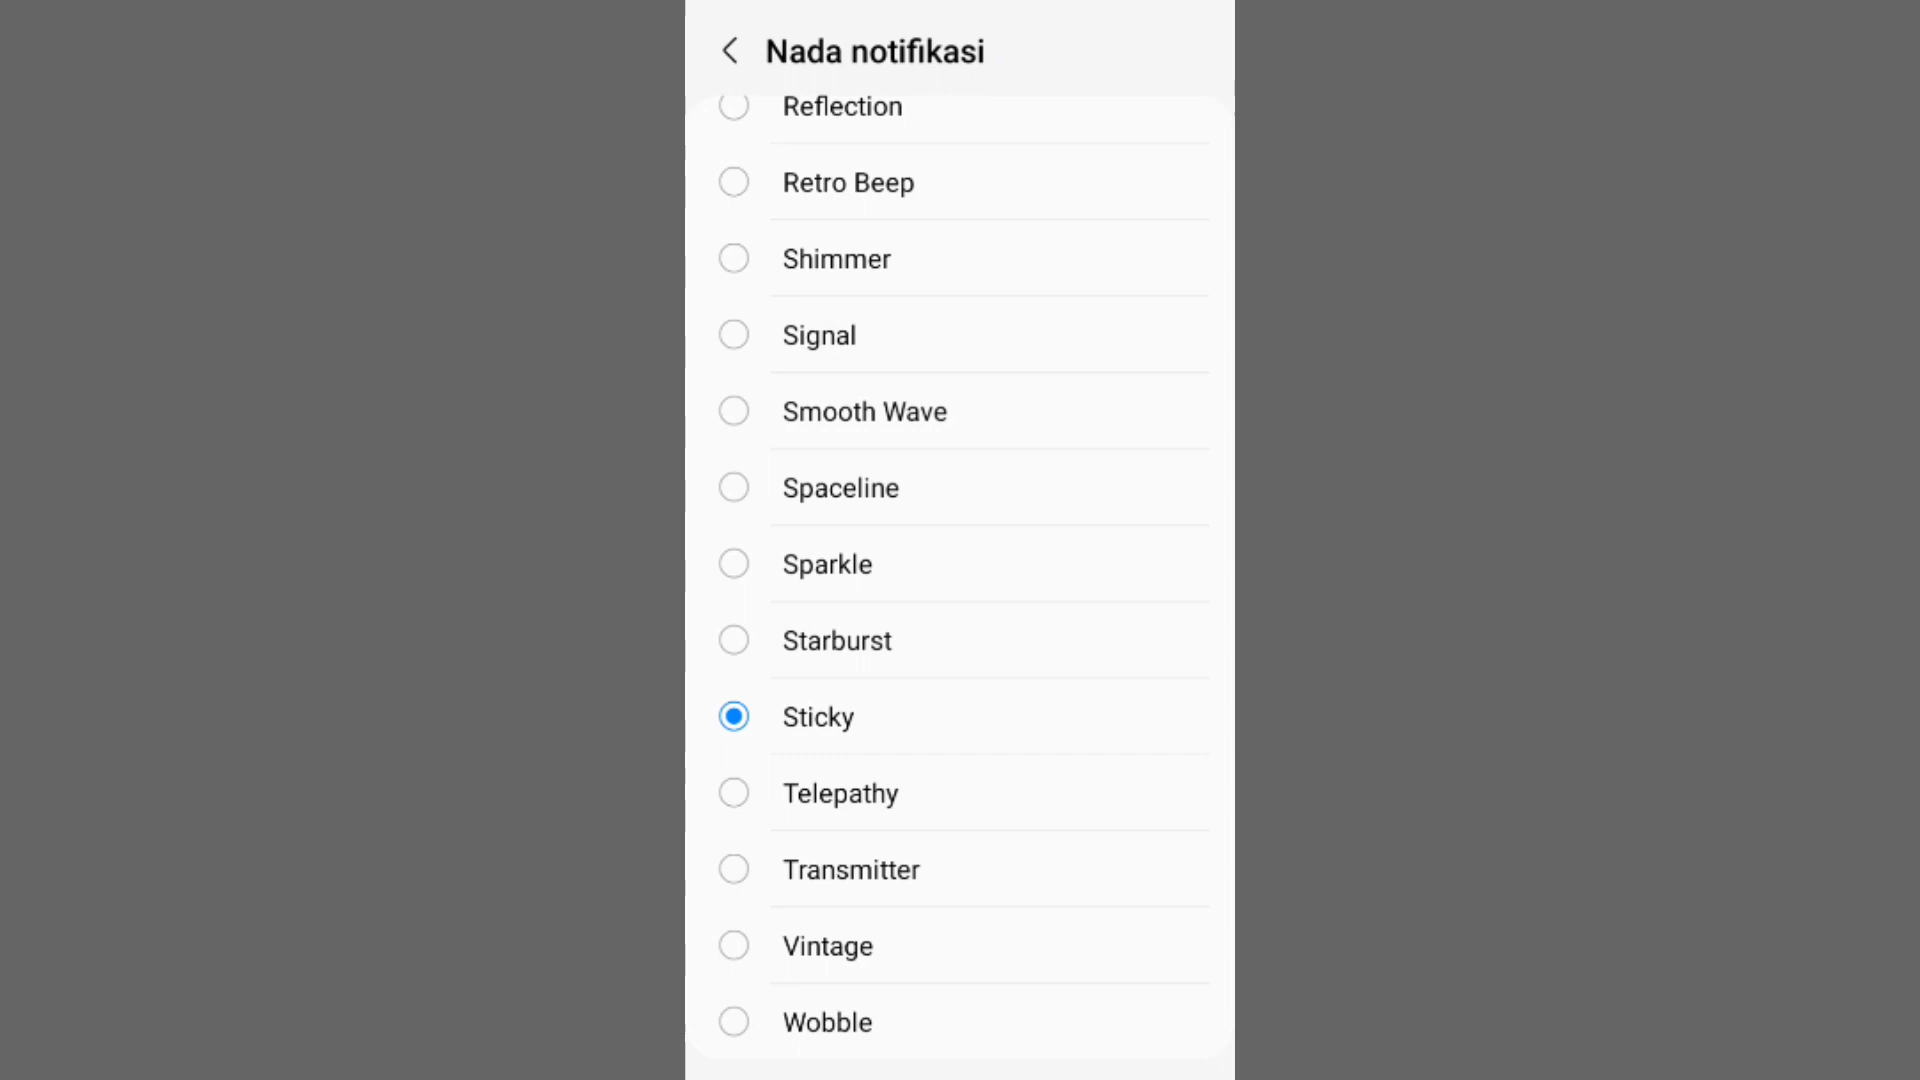 Nada notifikasi
Reflection
Retro Beep
Shimmer
Signal
Smooth Wave
Spaceline
Sparkle
Starburst
Sticky
Telepathy
Transmitter
Vintage
Wobble